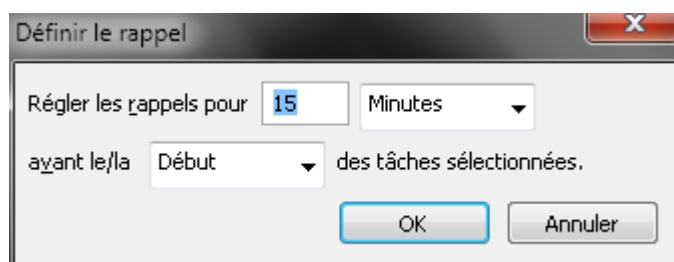 Définir le rappel
Régler les rappels pour 15 Minutes
avant le/la Début des tâches sélectionnées.
OK Annuler